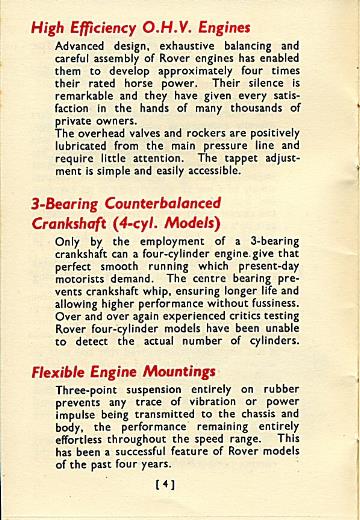 High Efficiency O.H.V. Engines
Advanced design, exhaustive balancing and
careful assembly of Rover engines has enabled
them to develop approximately four times
their rated horse power. Their silence is
remarkable and they have given every satis-
faction in the hands of many thousands of
private owners.
The overhead valves and rockers are positively
lubricated from the main pressure line and
require little attention. The tappet adjust-
ment is simple and easily accessible.
3-Bearing Counterbalanced
Crankshaft (4-cyl. Models)
Only by the employment of a 3-bearing
crankshaft can a four-cylinder engine give that
perfect smooth running which present-day
motorists demand. The centre bearing pre-
vents crankshaft whip, ensuring longer life and
allowing higher performance without fussiness.
Over and over again experienced critics testing
Rover four-cylinder models have been unable
to detect the actual number of cylinders.
Flexible Engine Mountings
Three-point suspension entirely on rubber
prevents any trace of vibration or power
impulse being transmitted to the chassis and
body, the performance remaining entirely
effortless throughout the speed range. This
has been a successful feature of Rover models
of the past four years.
[4]